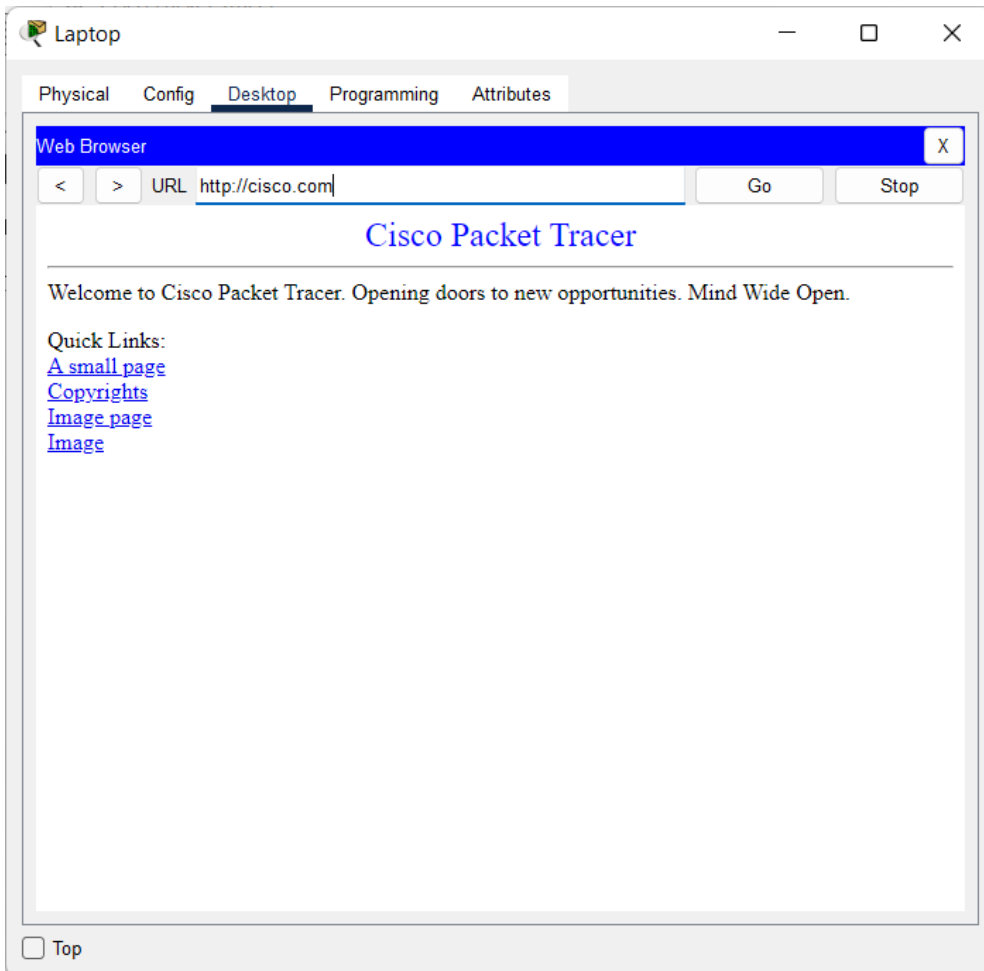 Laptop
Physical Config Desktop Programming Attributes
Web Browser X
< > URL http://cisco.com Go Stop
Cisco Packet Tracer
Welcome to Cisco Packet Tracer. Opening doors to new opportunities. Mind Wide Open.
Quick Links:
A small page
Copyrights
Image page
Image
Top